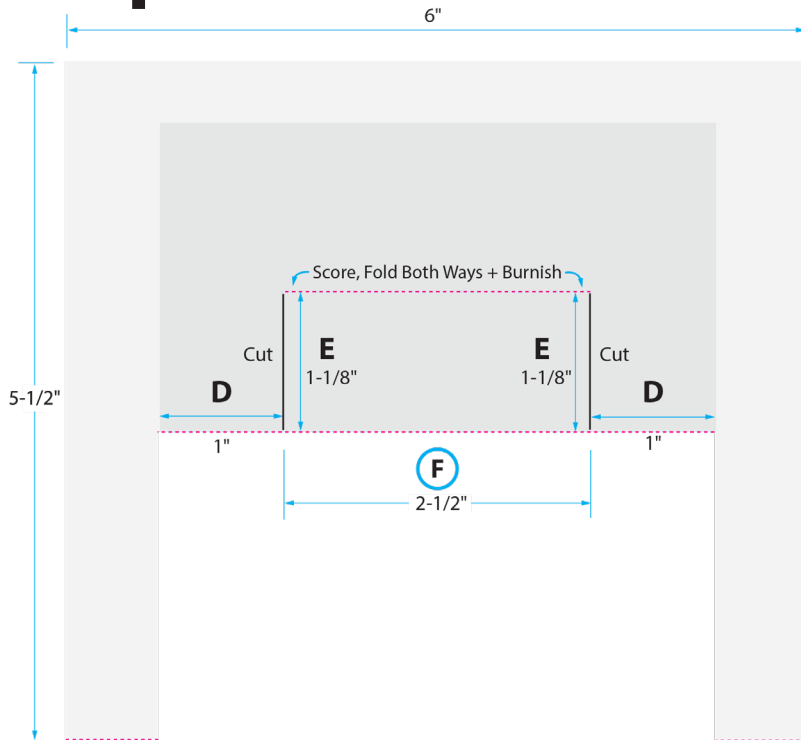 6"
Score, Fold Both Ways + Burnish
Cut E E Cut
1-1/8" 1-1/8"
5-1/2" D D
1" 1"
F
2-1/2"